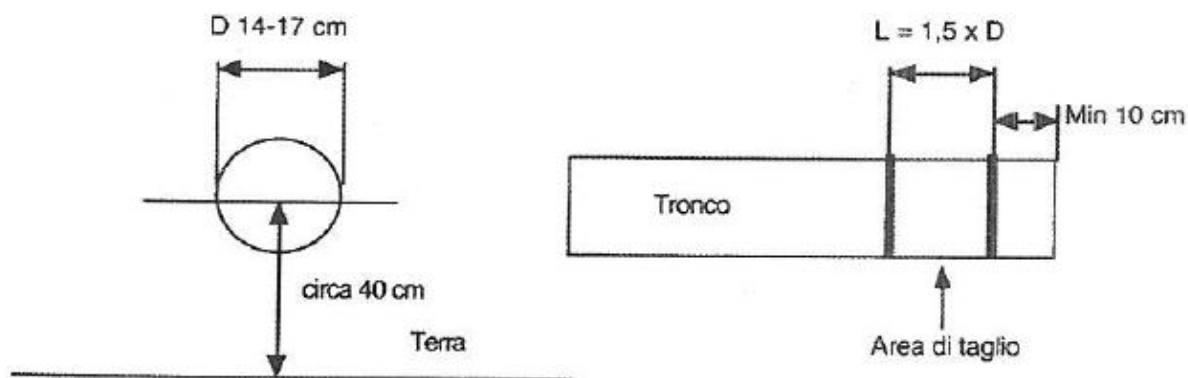 D 14-17 cm
L = 1,5 x D
Min 10 cm
Tronco
circa 40 cm
Terra
Area di taglio